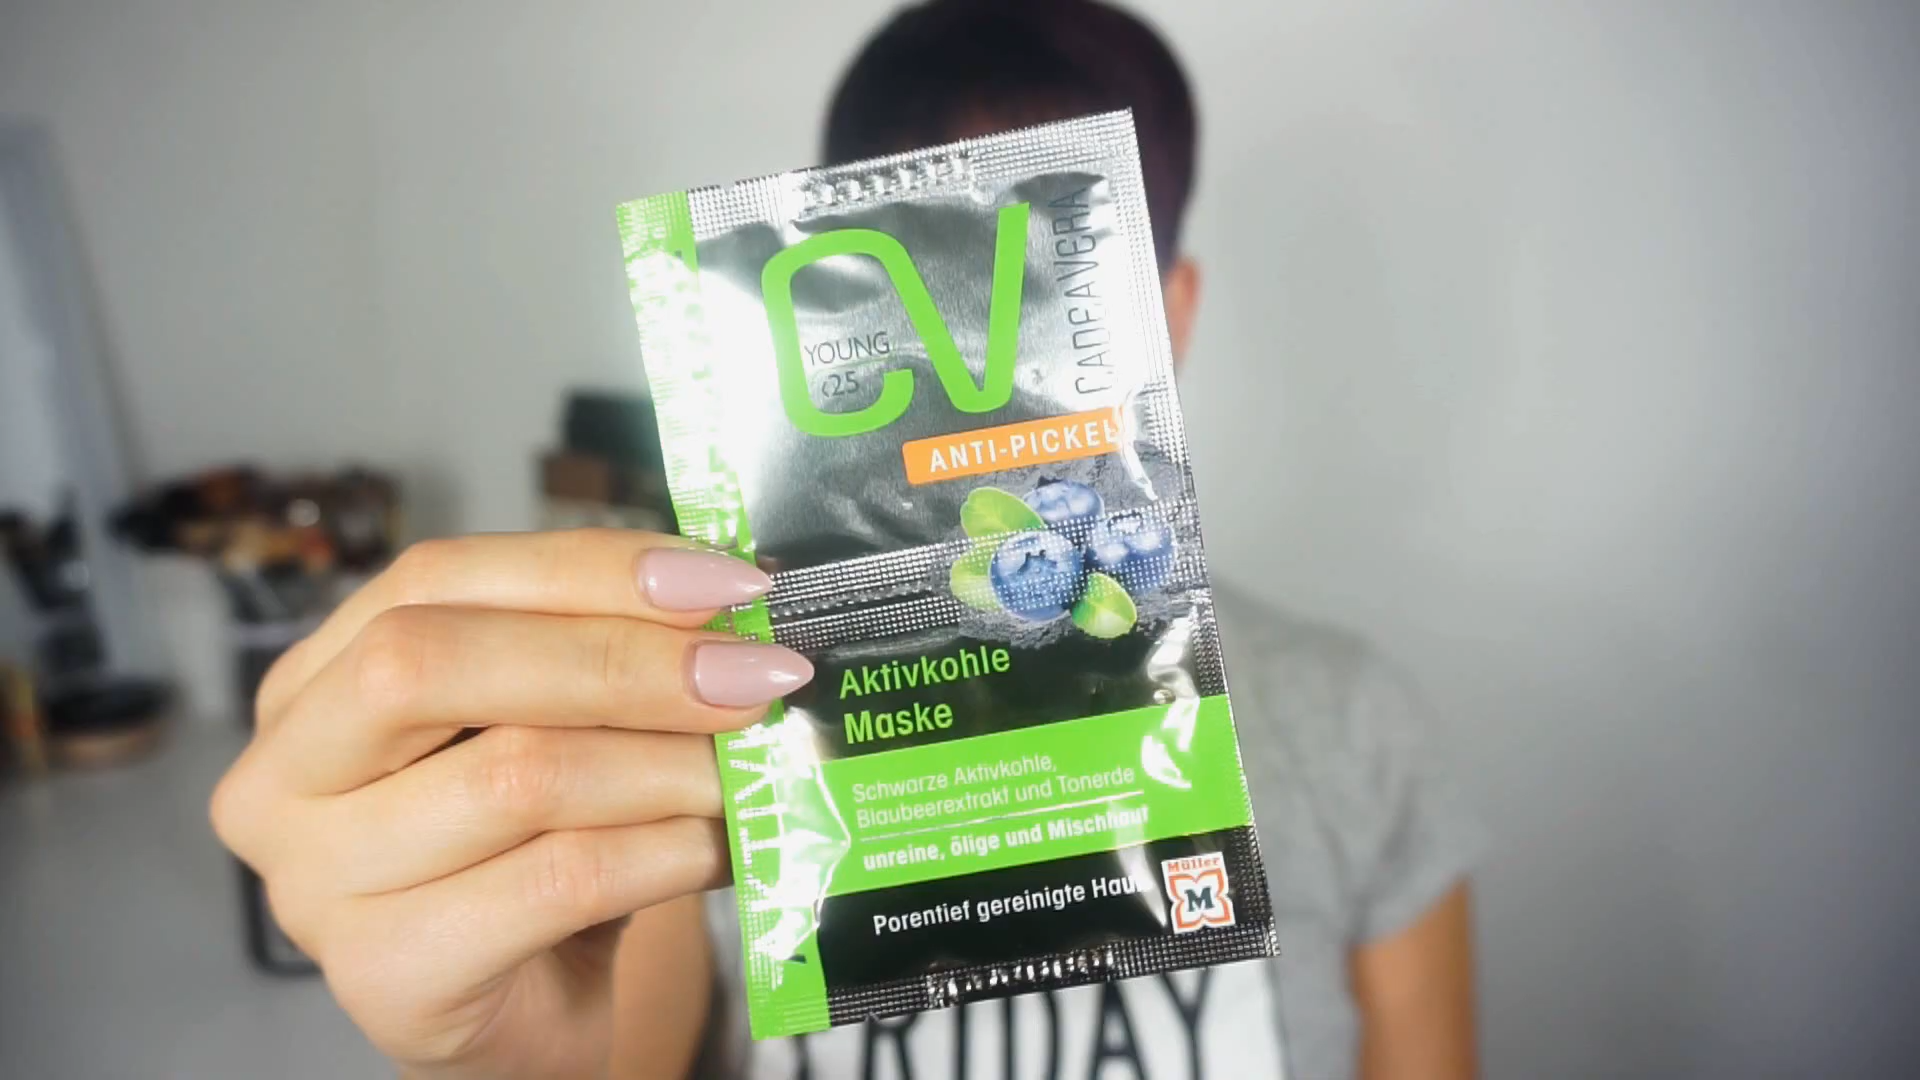 CV
CADEAVERA
YOUNG
<25
ANTI-PICKEL
Aktivkohle
Maske
Schwarze Aktivkohle,
Blaubeerextrakt und Tonerde
unreine, ölige und Mischhaut
Porentief gereinigte Haut
Müller
M
RIDAY